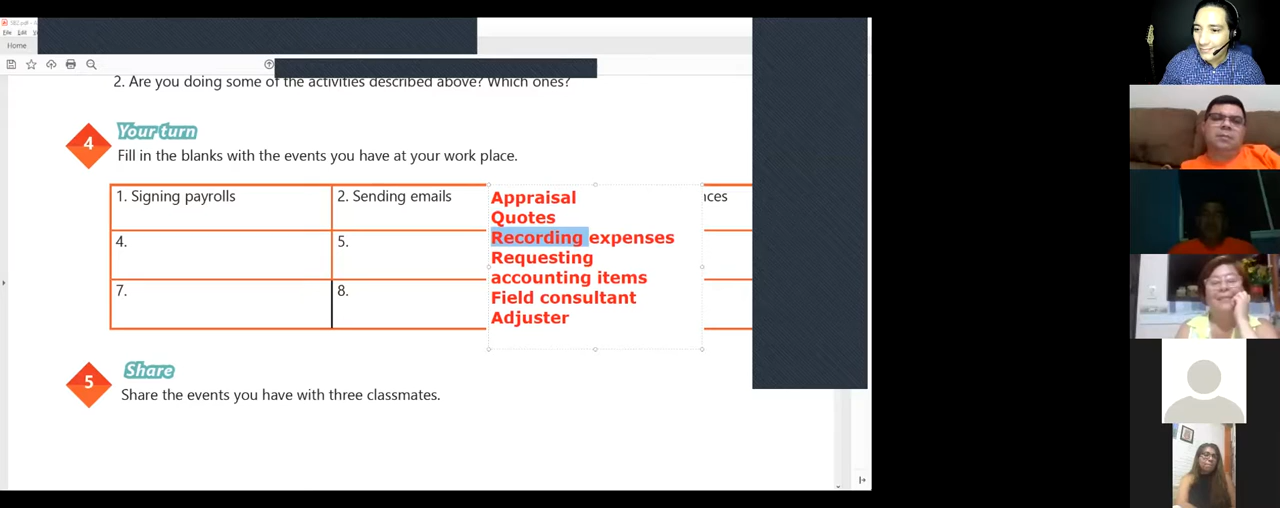 Home
2. Are you doing some of the activities described above? Which ones?
4
Your turn
Fill in the blanks with the events you have at your work place.
1. Signing payrolls
2. Sending emails
nces
4.
5.
7.
8.
Appraisal
Quotes
Recording expenses
Requesting
accounting items
Field consultant
Adjuster
5
Share
Share the events you have with three classmates.